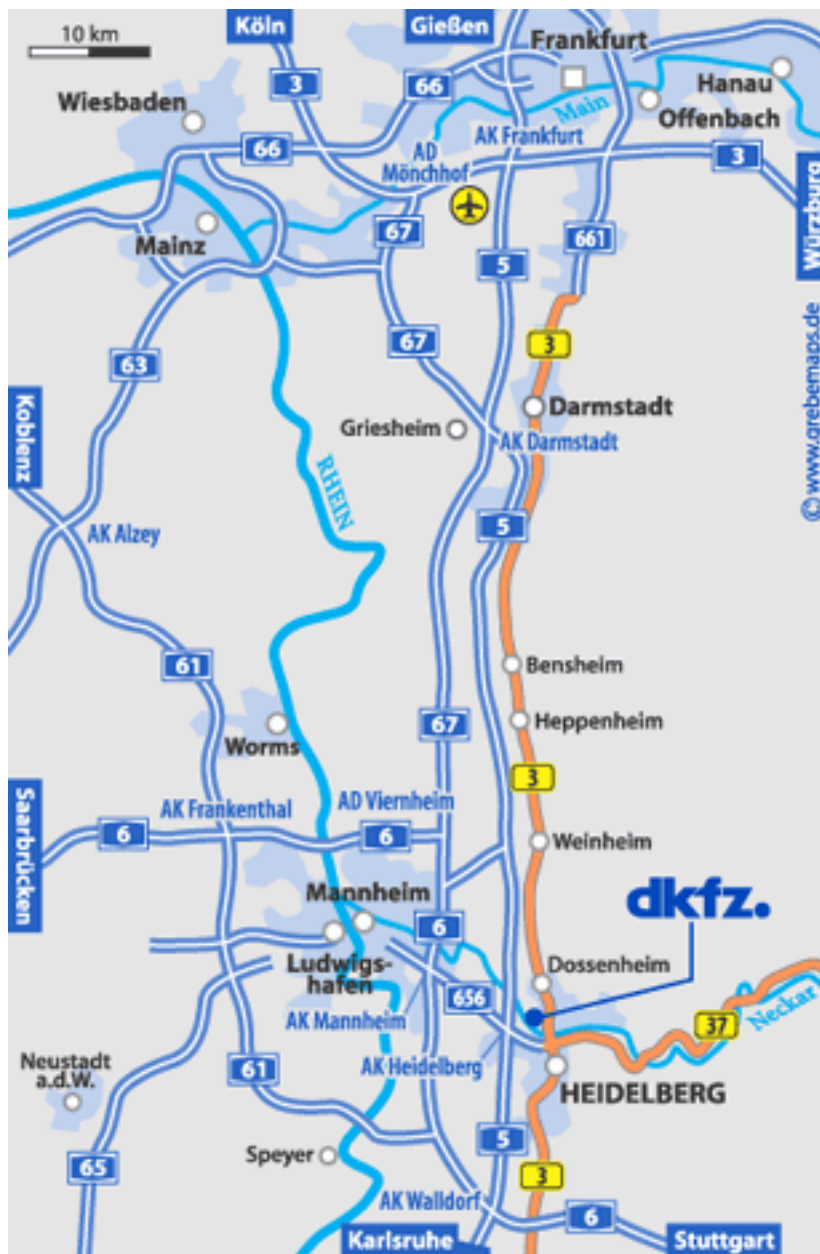 10 km
Köln
Gießen
Frankfurt
Hanau
Offenbach
Wiesbaden
3
66
Main
AK Frankfurt
AD
Mönchhof
66
3
Würzburg
Mainz
67
661
5
63
67
3
© www.grebemaps.de
Koblenz
Darmstadt
Griesheim
AK Darmstadt
RHEIN
5
AK Alzey
61
Bensheim
Worms
67
Heppenheim
3
Saarbrücken
AK Frankenthal
AD Viernheim
6
6
Weinheim
Mannheim
dkfz.
6
Ludwigs-
hafen
Dossenheim
656
AK Mannheim
37
Neckar
Neustadt
a.d.W.
61
AK Heidelberg
HEIDELBERG
65
Speyer
5
3
AK Walldorf
6
Karlsruhe
Stuttgart